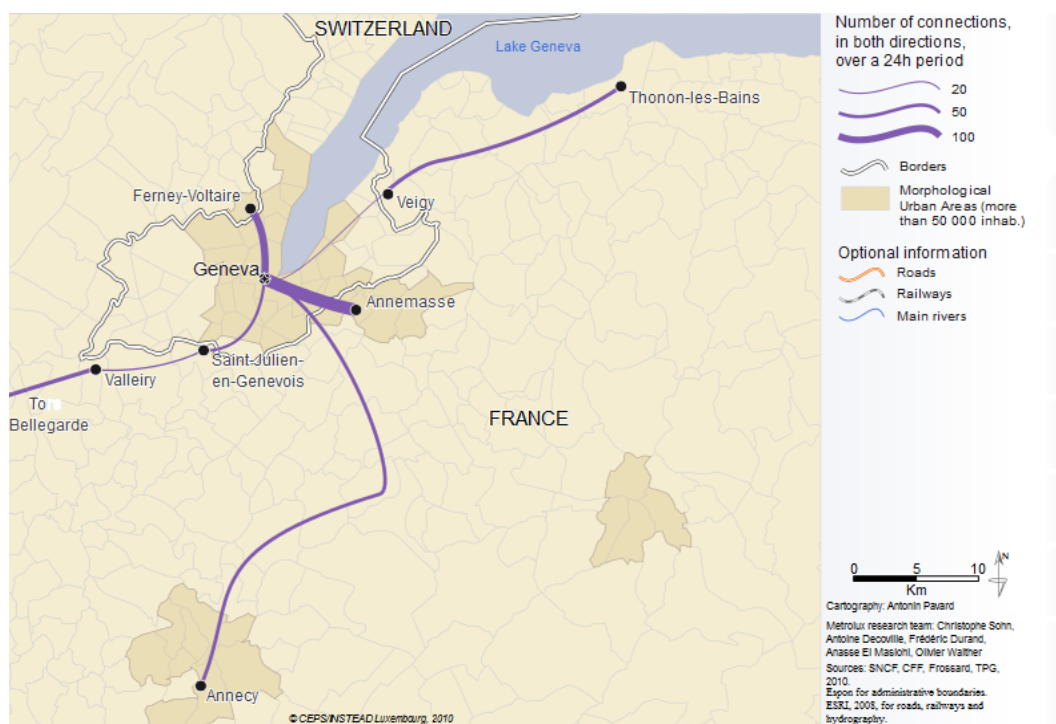 SWITZERLAND
Lake Geneva
Thonon-les-Bains
Ferney-Voltaire
Veigy
Geneva
Annemasse
Saint-Julien-
en-Genevois
Valleiry
To
Bellegarde
FRANCE
Annecy
© CEPS/INSTEAD Luxembourg, 2010
Number of connections,
in both directions,
over a 24h period
20
50
100
Borders
Morphological
Urban Areas (more
than 50 000 inhab.)
Optional information
Roads
Railways
Main rivers
N
0 5 10
Km
Cartography: Antonin Pavard
Metrolux research team: Christophe Sohn,
Antoine Decoville, Frédéric Durand,
Anasse El Maslohi, Olivier Walther
Sources: SNCF, CFF, Frossard, TPG,
2010.
Espon for administrative boundaries.
ESRI, 2008, for roads, railways and
hydrography.